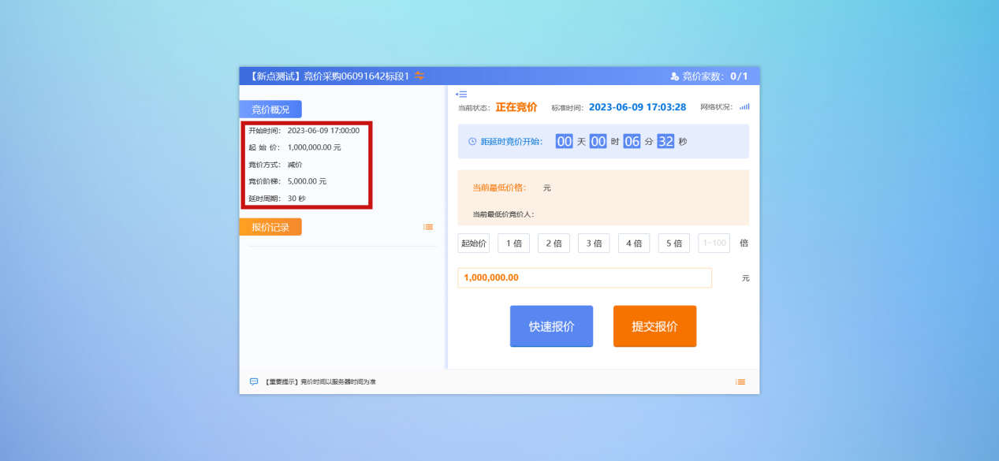 【新点测试】竞价采购06091642标段1
竞价家数： 0/1
竞价概况
开始时间： 2023-06-09 17:00:00
起 始 价： 1,000,000.00 元
竞价方式： 减价
竞价阶梯： 5,000.00 元
延时周期： 30 秒
报价记录
当前状态： 正在竞价 标准时间： 2023-06-09 17:03:28 网络状况：
距延时竞价开始： 00 天 00 时 06 分 32 秒
当前最低价格： 元
当前最低价竞价人：
起始价 1 倍 2 倍 3 倍 4 倍 5 倍 1~100 倍
1,000,000.00 元
快速报价 提交报价
【重要提示】竞价时间以服务器时间为准